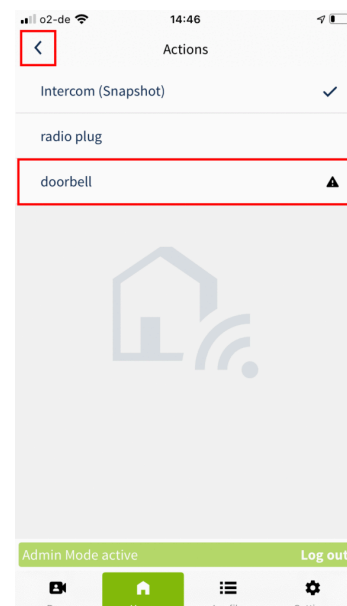 o2-de 14:46
Actions
Intercom (Snapshot)
radio plug
doorbell
Admin Mode active Log out